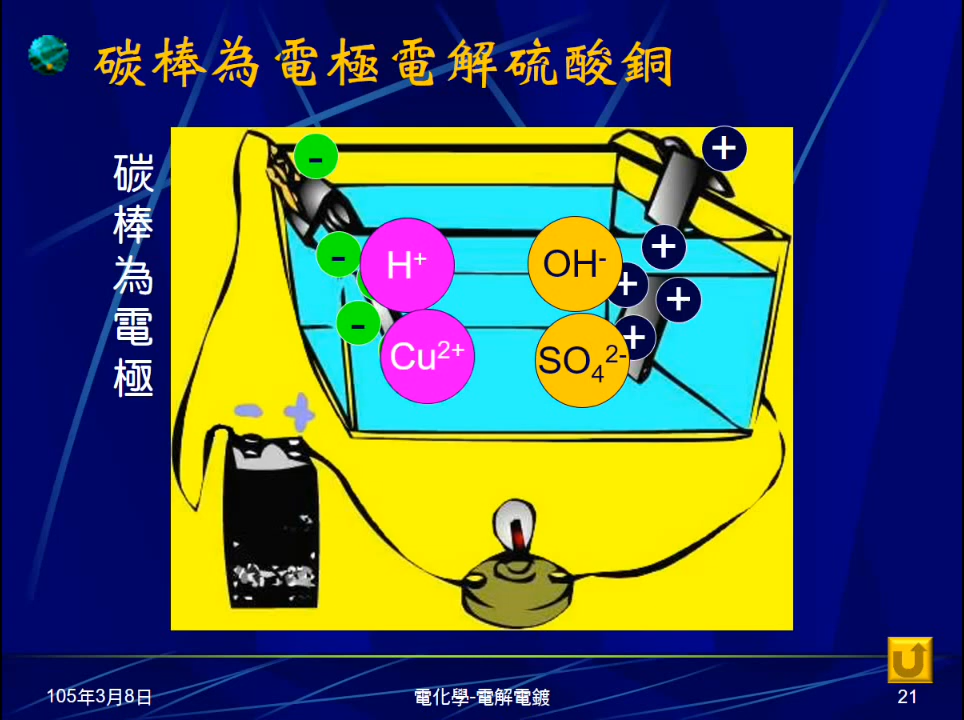 碳棒為電極電解硫酸銅
碳棒為電極
-
+
-
H⁺
OH⁻
+
+
+
-
Cu²⁺
SO₄²⁻
+
- +
105年3月8日
電化學-電解電鍍
21